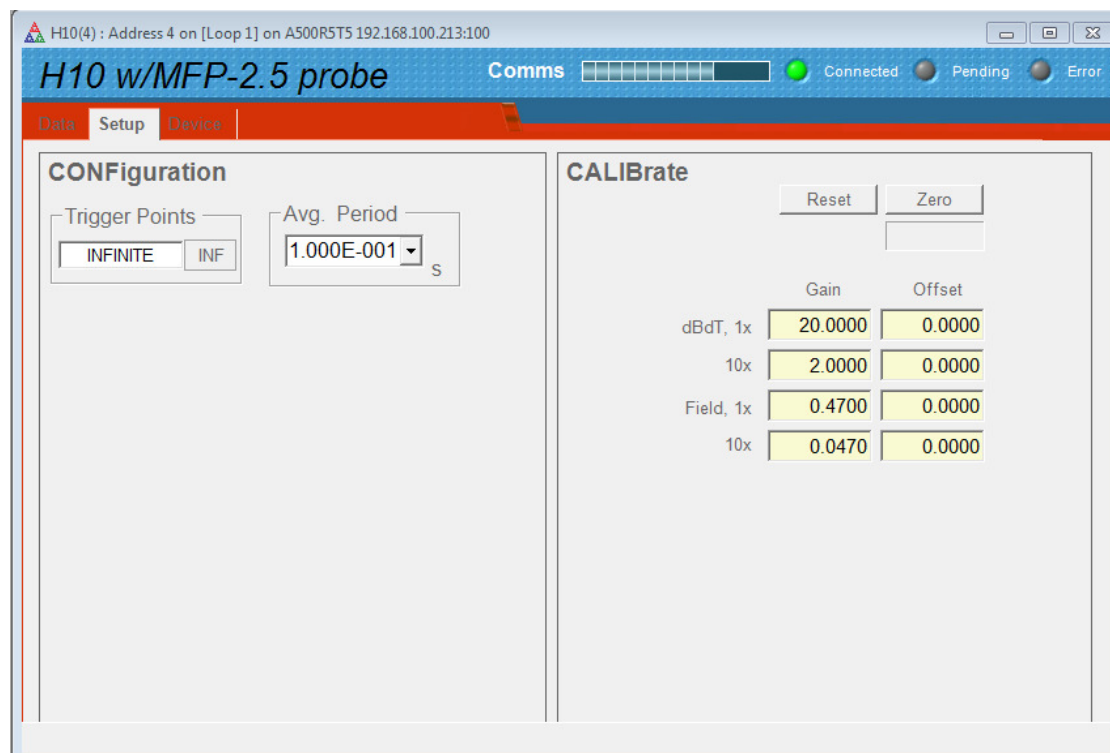 H10(4) : Address 4 on [Loop 1] on A500R5T5 192.168.100.213:100
H10 w/MFP-2.5 probe
Comms
Connected
Pending
Error
Data
Setup
Device
CONFiguration
Trigger Points
INFINITE
INF
Avg. Period
1.000E-001
s
CALIBrate
Reset
Zero
Gain Offset
dBdT, 1x 20.0000 0.0000
10x 2.0000 0.0000
Field, 1x 0.4700 0.0000
10x 0.0470 0.0000